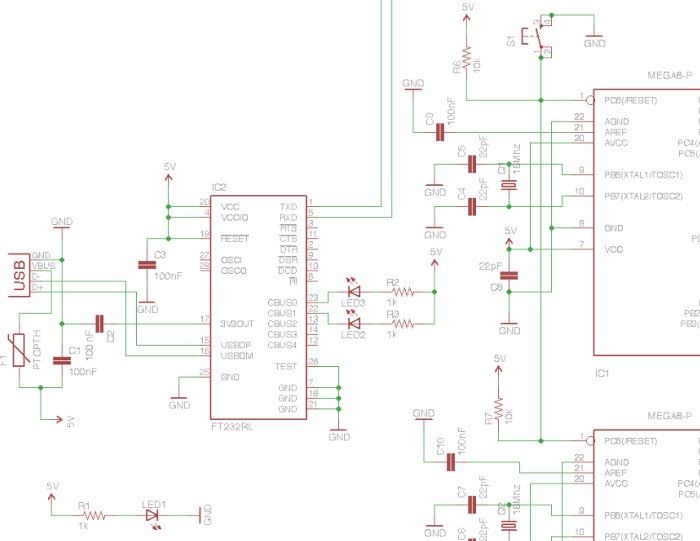 5V
S1
3
4
1
2
GND
R6
10k
MEGA8-P
GND
C9
100nF
1
PC6(/RESET)
22
AGND
21
AREF
20
AVCC
PC4(A
PC5(
C5
22pF
16Mhz
Q1
GND
9
PB6(XTAL1/TOSC1)
C4
22pF
10
PB7(XTAL2/TOSC2)
GND
8
GND
7
VCC
PD
5V
22pF
C8
GND
PB2
PB3
IC1
5V
IC2
20
VCC
4
VCCIO
19
RESET
27
OSCI
28
OSCO
17
3V3OUT
15
USBDP
16
USBDM
25
GND
TXD
1
RXD
5
RTS
3
CTS
11
DTR
2
DSR
9
DCD
10
RI
6
CBUS0
23
CBUS1
22
CBUS2
13
CBUS3
14
CBUS4
12
TEST
26
GND
7
GND
18
GND
21
FT232RL
C3
100nF
GND
GND
USB
GND
VBUS
D-
D+
F1
PTCPTH
C1
100nF
100 nF
C2
5V
GND
GND
LED3
R2
1k
LED2
R3
1k
5V
5V
R7
10k
GND
C10
100nF
MEGA8-P
1
PC6(/RESET)
22
AGND
21
AREF
20
AVCC
PC4(
PC5(
C7
22pF
16Mhz
Q2
GND
9
PB6(XTAL1/TOSC1)
C6
22pF
10
PB7(XTAL2/TOSC2)
5V
R1
1k
LED1
GND